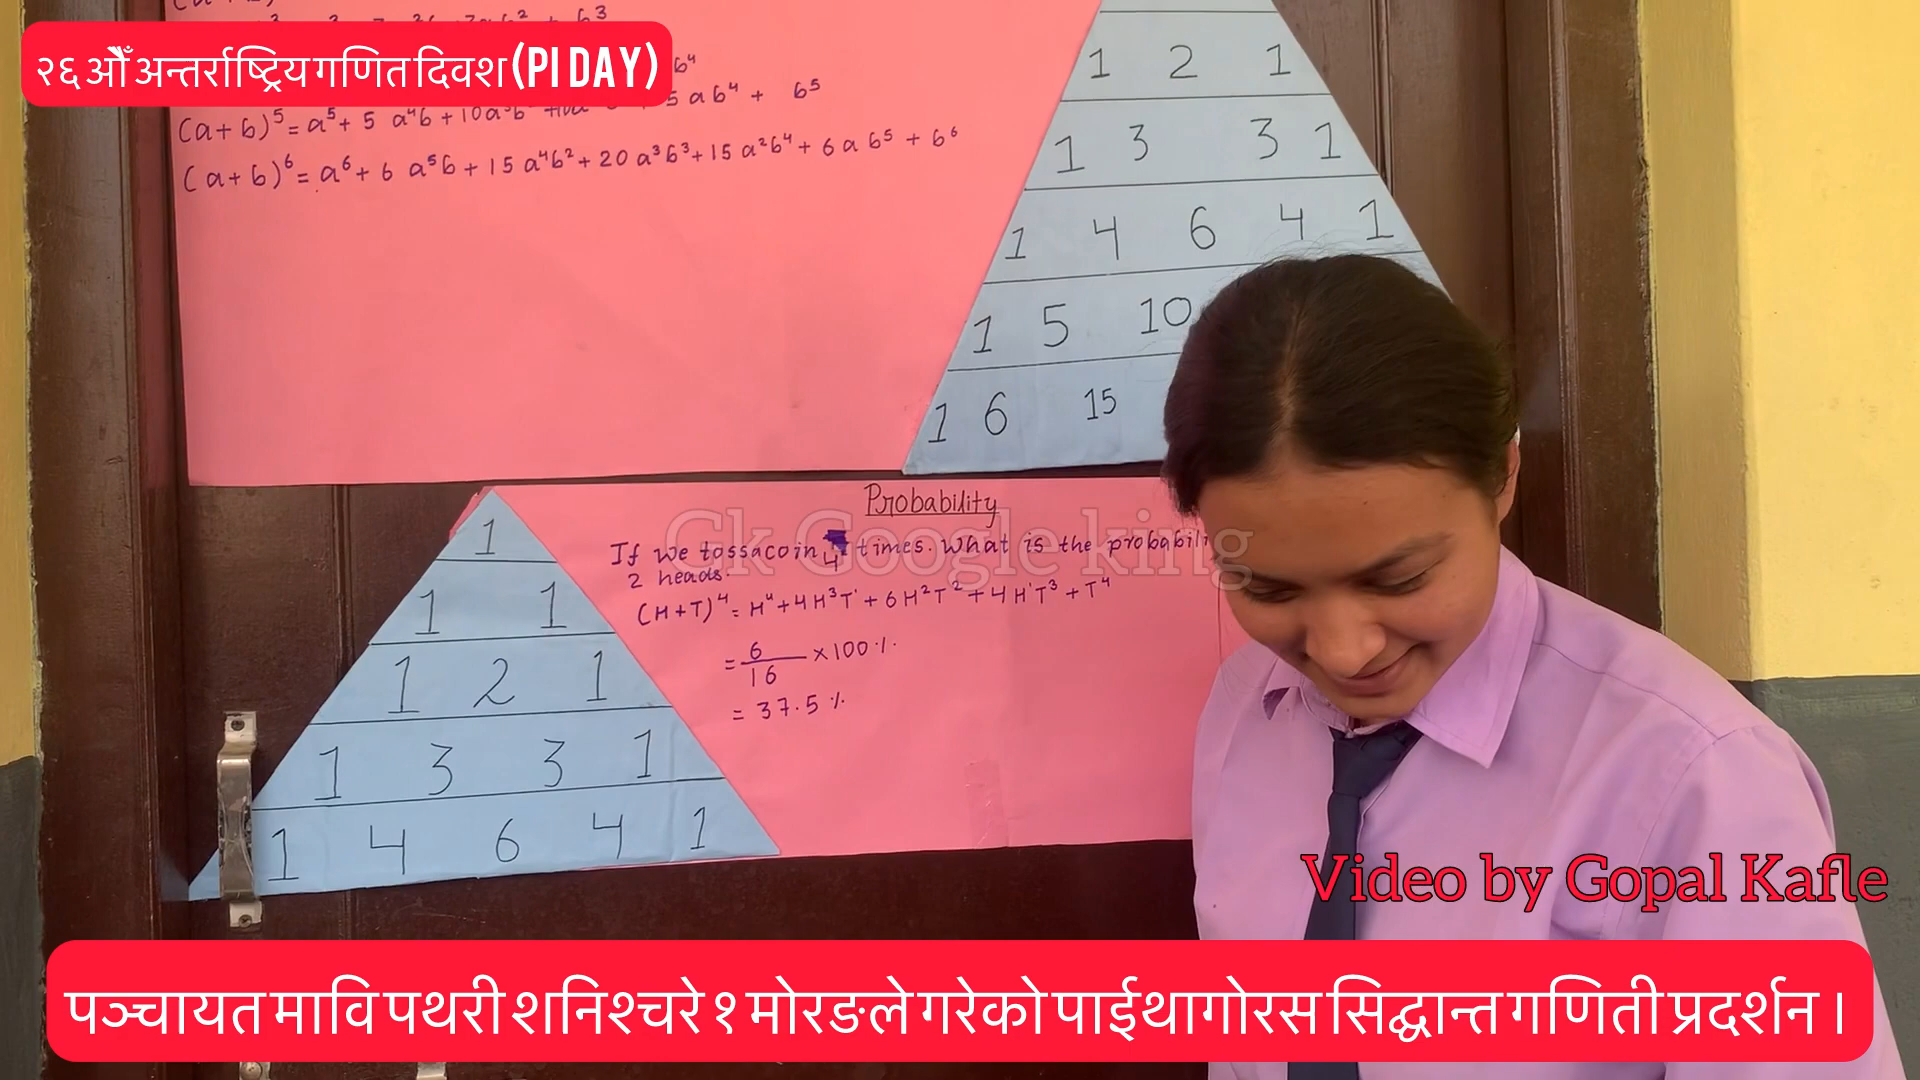 २६ औँ अन्तर्राष्ट्रिय गणित दिवश (PI DAY)
(a+b)⁵ = a⁵ + 5 a⁴b + 10a³b² 5 ab⁴ + b⁵
(a+b)⁶ = a⁶ + 6 a⁵b + 15 a⁴b² + 20 a³b³ + 15 a²b⁴ + 6 a b⁵ + b⁶
1 2 1
1 3 3 1
1 4 6 4 1
1 5 10
1 6 15
1
1 1
1 2 1
1 3 3 1
1 4 6 4 1
Probability
If we toss a coin 4 times. What is the
2 heads.
(H+T)⁴ = H⁴ + 4H³T¹ + 6H²T² + 4H¹T³ + T⁴
= 6/16 × 100 %
= 37.5 %
Gk Google king
Video by Gopal Kafle
पञ्चायत मावि पथरी शनिश्चरे १ मोरङले गरेको पाईथागोरस सिद्धान्त गणिती प्रदर्शन ।